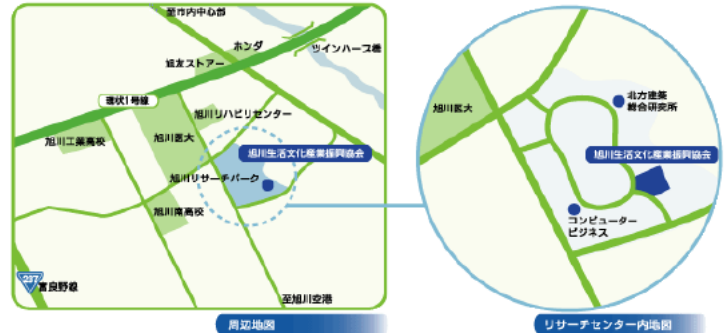 至市内中心部
ホンダ
ツインハープ橋
旭友ストアー
環状1号線
旭川リハビリセンター
旭川工業高校
旭川医大
旭川生活文化産業振興協会
旭川リサーチパーク
旭川南高校
237
富良野線
至旭川空港
周辺地図
旭川医大
北方建築
総合研究所
旭川生活文化産業振興協会
コンピューター
ビジネス
リサーチセンター内地図